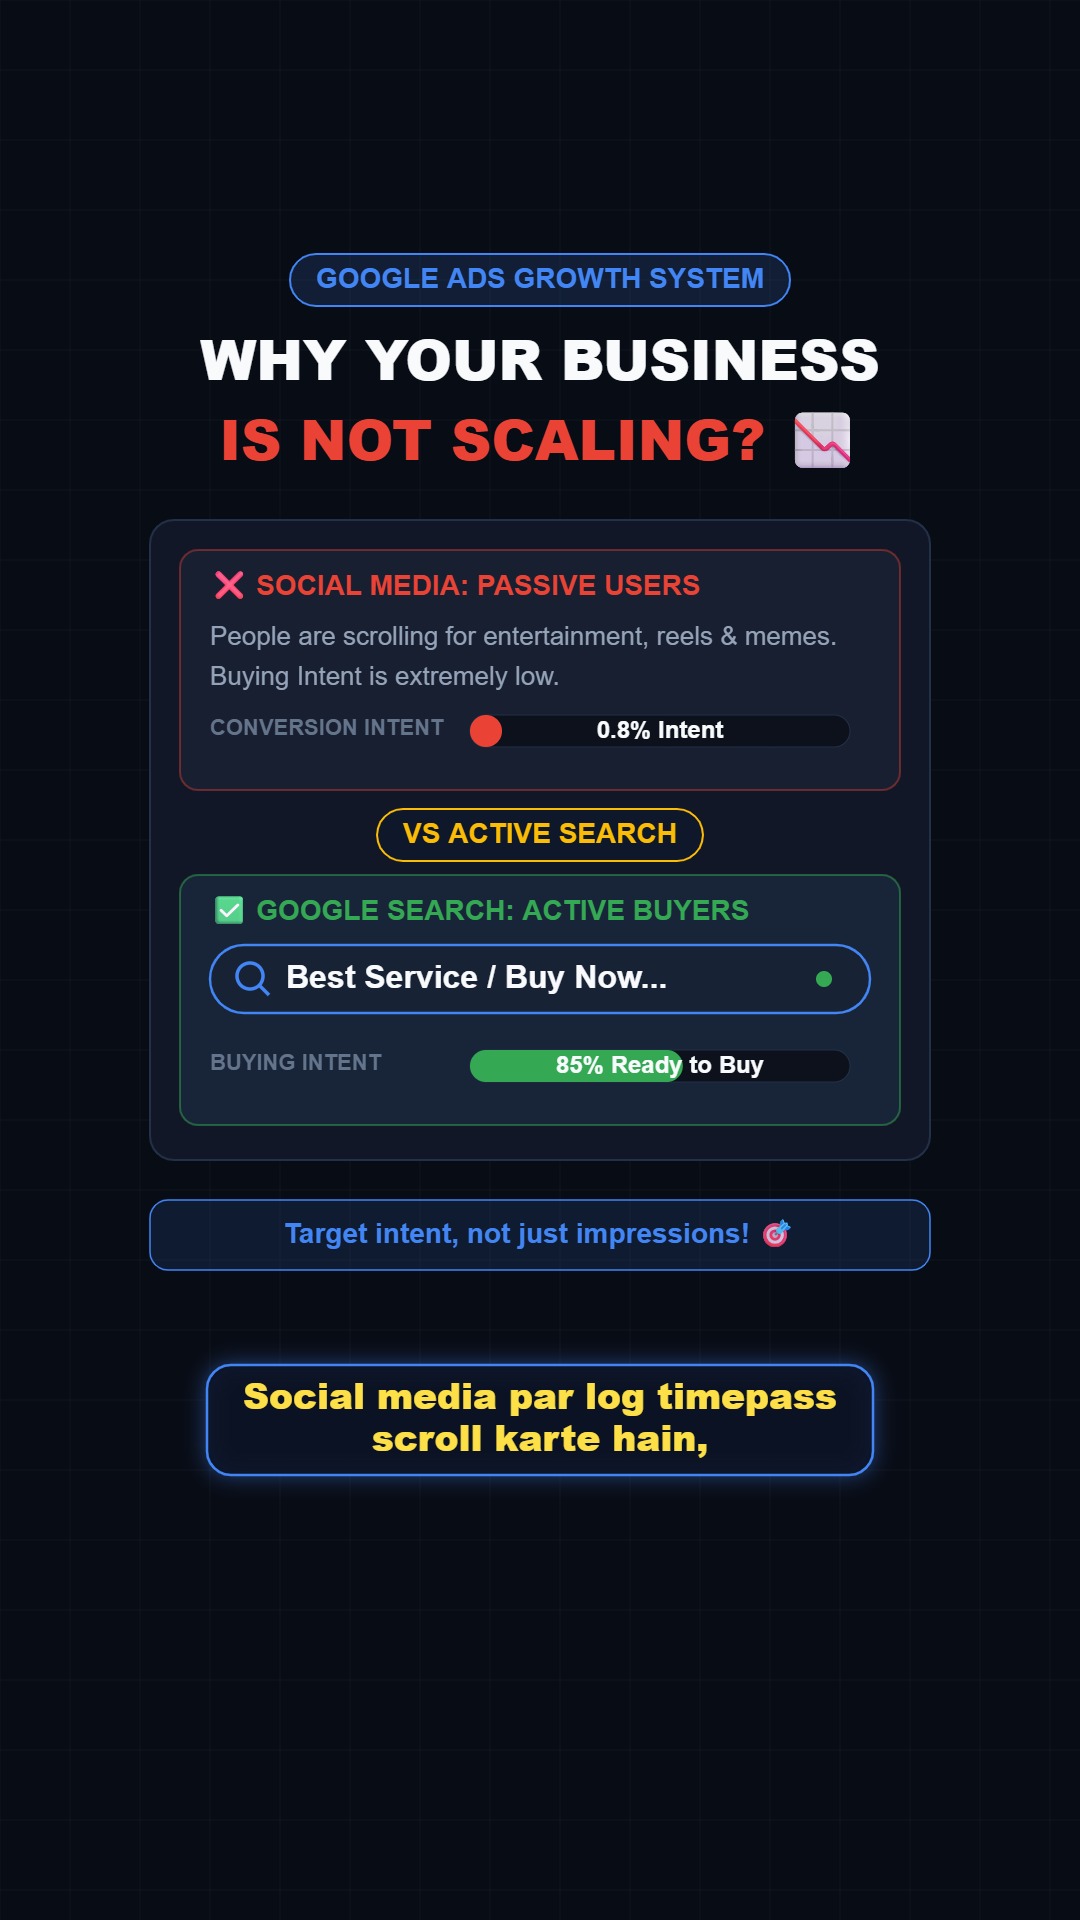 GOOGLE ADS GROWTH SYSTEM
WHY YOUR BUSINESS
IS NOT SCALING? 📉
❌ SOCIAL MEDIA: PASSIVE USERS
People are scrolling for entertainment, reels & memes.
Buying Intent is extremely low.
CONVERSION INTENT 0.8% Intent
VS ACTIVE SEARCH
✅ GOOGLE SEARCH: ACTIVE BUYERS
Best Service / Buy Now...
BUYING INTENT 85% Ready to Buy
Target intent, not just impressions! 🎯
Social media par log timepass
scroll karte hain,